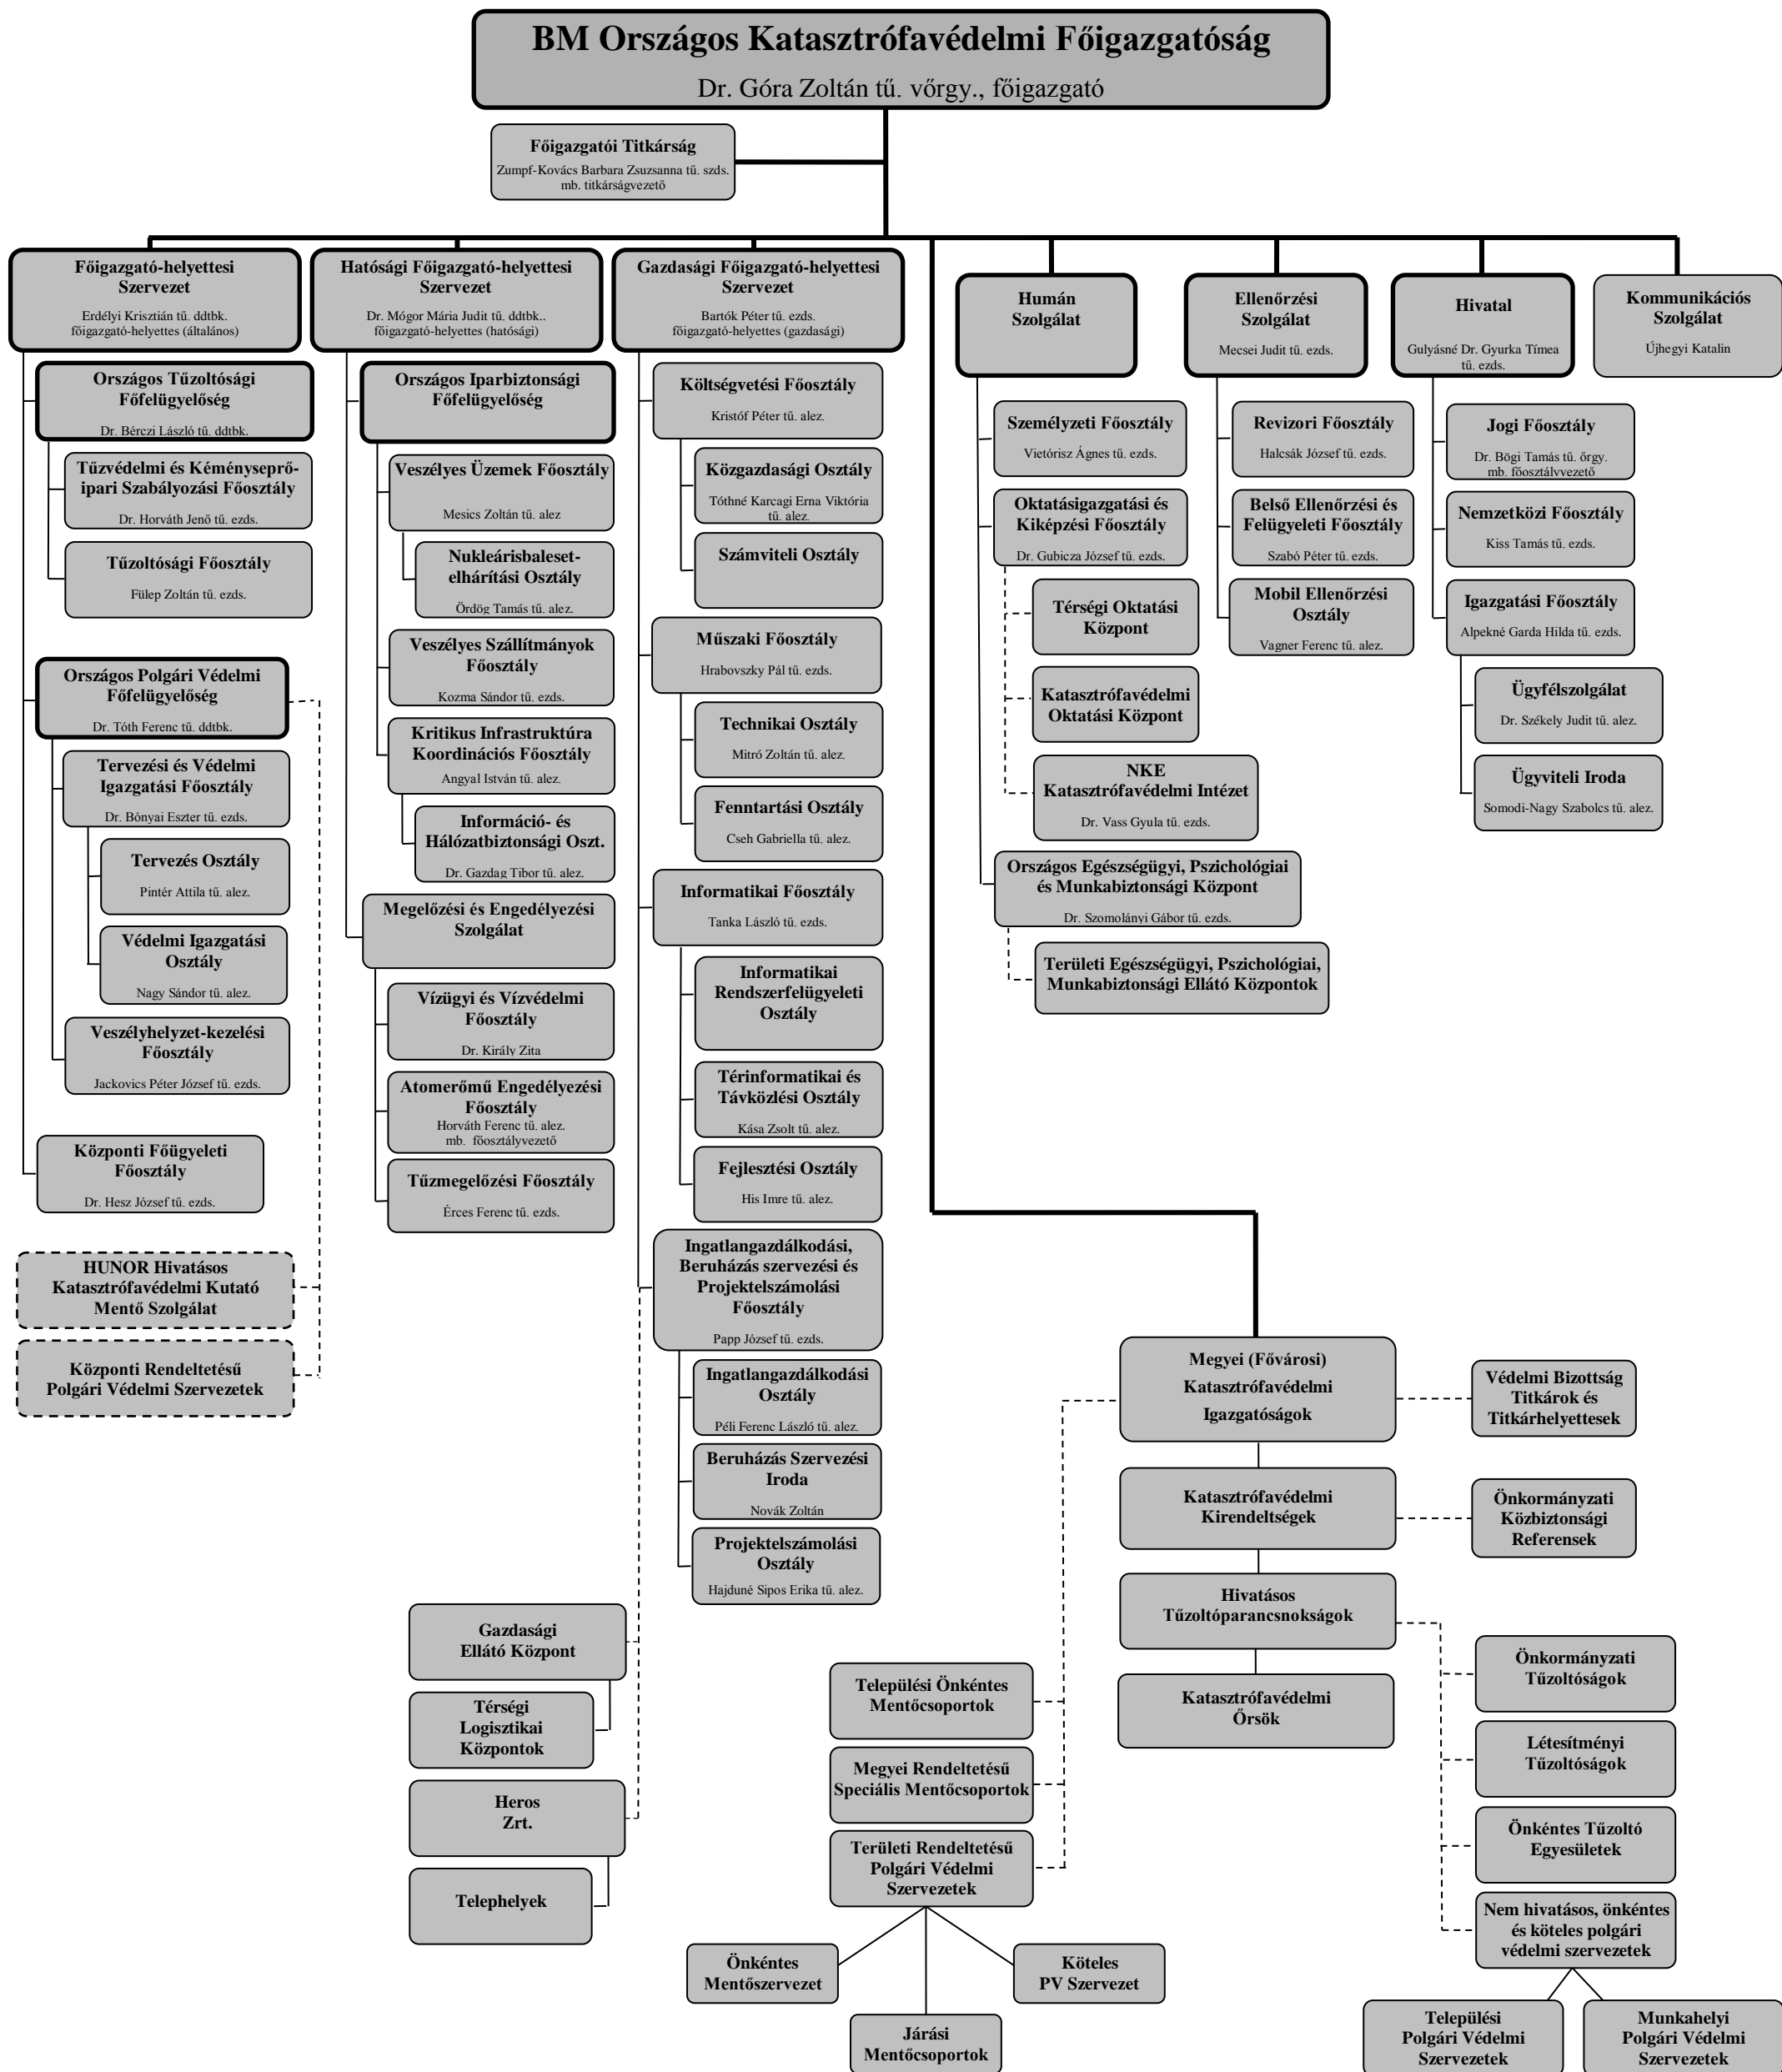 BM Országos Katasztrófavédelmi Főigazgatóság
Dr. Góra Zoltán tű. vőrgy., főigazgató
Főigazgatói Titkárság
Zumpf-Kovács Barbara Zsuzsanna tű. szds.
mb. titkárságvezető
Főigazgató-helyettesi
Szervezet
Erdélyi Krisztián tű. ddtbk.
főigazgató-helyettes (általános)
Országos Tűzoltósági
Főfelügyelőség
Dr. Bérczi László tű. ddtbk.
Tűzvédelmi és Kéményseprő-
ipari Szabályozási Főosztály
Dr. Horváth Jenő tű. ezds.
Tűzoltósági Főosztály
Fülep Zoltán tű. ezds.
Országos Polgári Védelmi
Főfelügyelőség
Dr. Tóth Ferenc tű. ddtbk.
Tervezési és Védelmi
Igazgatási Főosztály
Dr. Bónyai Eszter tű. ezds.
Tervezés Osztály
Pintér Attila tű. alez.
Védelmi Igazgatási
Osztály
Nagy Sándor tű. alez.
Veszélyhelyzet-kezelési
Főosztály
Jackovics Péter József tű. ezds.
Központi Főügyeleti
Főosztály
Dr. Hesz József tű. ezds.
HUNOR Hivatásos
Katasztrófavédelmi Kutató
Mentő Szolgálat
Központi Rendeltetésű
Polgári Védelmi Szervezetek
Hatósági Főigazgató-helyettesi
Szervezet
Dr. Mógor Mária Judit tű. ddtbk..
főigazgató-helyettes (hatósági)
Országos Iparbiztonsági
Főfelügyelőség
Veszélyes Üzemek Főosztály
Mesics Zoltán tű. alez
Nukleárisbaleset-
elhárítási Osztály
Ördög Tamás tű. alez.
Veszélyes Szállítmányok
Főosztály
Kozma Sándor tű. ezds.
Kritikus Infrastruktúra
Koordinációs Főosztály
Angyal István tű. alez.
Információ- és
Hálózatbiztonsági Oszt.
Dr. Gazdag Tibor tű. alez.
Megelőzési és Engedélyezési
Szolgálat
Vízügyi és Vízvédelmi
Főosztály
Dr. Király Zita
Atomerőmű Engedélyezési
Főosztály
Horváth Ferenc tű. alez.
mb. főosztályvezető
Tűzmegelőzési Főosztály
Érces Ferenc tű. ezds.
Gazdasági Főigazgató-helyettesi
Szervezet
Bartók Péter tű. ezds.
főigazgató-helyettes (gazdasági)
Költségvetési Főosztály
Kristóf Péter tű. alez.
Közgazdasági Osztály
Tóthné Karcagi Erna Viktória
tű. alez.
Számviteli Osztály
Műszaki Főosztály
Hrabovszky Pál tű. ezds.
Technikai Osztály
Mitró Zoltán tű. alez.
Fenntartási Osztály
Cseh Gabriella tű. alez.
Informatikai Főosztály
Tanka László tű. ezds.
Informatikai
Rendszerfelügyeleti
Osztály
Térinformatikai és
Távközlési Osztály
Kása Zsolt tű. alez.
Fejlesztési Osztály
His Imre tű. alez.
Ingatlangazdálkodási,
Beruházás szervezési és
Projektelszámolási
Főosztály
Papp József tű. ezds.
Ingatlangazdálkodási
Osztály
Péli Ferenc László tű. alez.
Beruházás Szervezési
Iroda
Novák Zoltán
Projektelszámolási
Osztály
Hajduné Sipos Erika tű. alez.
Gazdasági
Ellátó Központ
Térségi
Logisztikai
Központok
Heros
Zrt.
Telephelyek
Humán
Szolgálat
Személyzeti Főosztály
Vietórisz Ágnes tű. ezds.
Oktatásigazgatási és
Kiképzési Főosztály
Dr. Gubicza József tű. ezds.
Térségi Oktatási
Központ
Katasztrófavédelmi
Oktatási Központ
NKE
Katasztrófavédelmi Intézet
Dr. Vass Gyula tű. ezds.
Országos Egészségügyi, Pszichológiai
és Munkabiztonsági Központ
Dr. Szomolányi Gábor tű. ezds.
Területi Egészségügyi, Pszichológiai,
Munkabiztonsági Ellátó Központok
Ellenőrzési
Szolgálat
Mecsei Judit tű. ezds.
Revizori Főosztály
Halcsák József tű. ezds.
Belső Ellenőrzési és
Felügyeleti Főosztály
Szabó Péter tű. ezds.
Mobil Ellenőrzési
Osztály
Vagner Ferenc tű. alez.
Hivatal
Gulyásné Dr. Gyurka Tímea
tű. ezds.
Jogi Főosztály
Dr. Bögi Tamás tű. őrgy.
mb. főosztályvezető
Nemzetközi Főosztály
Kiss Tamás tű. ezds.
Igazgatási Főosztály
Alpekné Garda Hilda tű. ezds.
Ügyfélszolgálat
Dr. Székely Judit tű. alez.
Ügyviteli Iroda
Somodi-Nagy Szabolcs tű. alez.
Kommunikációs
Szolgálat
Újhegyi Katalin
Megyei (Fővárosi)
Katasztrófavédelmi
Igazgatóságok
Védelmi Bizottság
Titkárok és
Titkárhelyettesek
Katasztrófavédelmi
Kirendeltségek
Önkormányzati
Közbiztonsági
Referensek
Hivatásos
Tűzoltóparancsnokságok
Katasztrófavédelmi
Őrsök
Önkormányzati
Tűzoltóságok
Létesítményi
Tűzoltóságok
Önkéntes Tűzoltó
Egyesületek
Nem hivatásos, önkéntes
és köteles polgári
védelmi szervezetek
Települési
Polgári Védelmi
Szervezetek
Munkahelyi
Polgári Védelmi
Szervezetek
Települési Önkéntes
Mentőcsoportok
Megyei Rendeltetésű
Speciális Mentőcsoportok
Területi Rendeltetésű
Polgári Védelmi
Szervezetek
Önkéntes
Mentőszervezet
Járási
Mentőcsoportok
Köteles
PV Szervezet